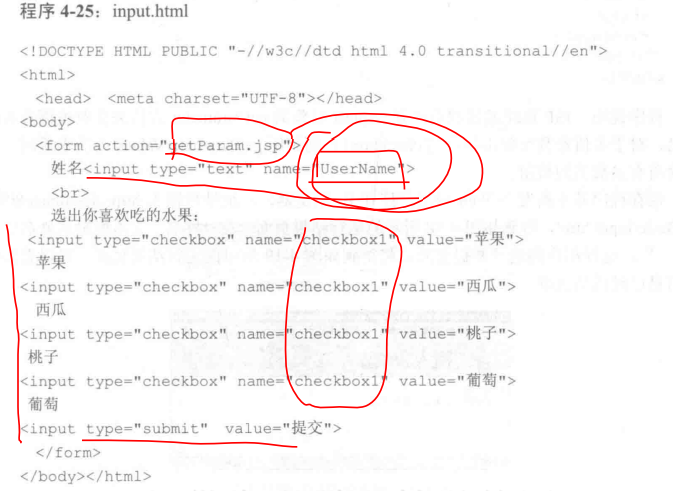 程序 4-25：input.html
<!DOCTYPE HTML PUBLIC "-//w3c//dtd html 4.0 transitional//en">
<html>
<head> <meta charset="UTF-8"></head>
<body>
<form action="getParam.jsp">
姓名<input type="text" name="UserName">
<br>
选出你喜欢吃的水果：
<input type="checkbox" name="checkbox1" value="苹果">
苹果
<input type="checkbox" name="checkbox1" value="西瓜">
西瓜
<input type="checkbox" name="checkbox1" value="桃子">
桃子
<input type="checkbox" name="checkbox1" value="葡萄">
葡萄
<input type="submit" value="提交">
</form>
</body></html>